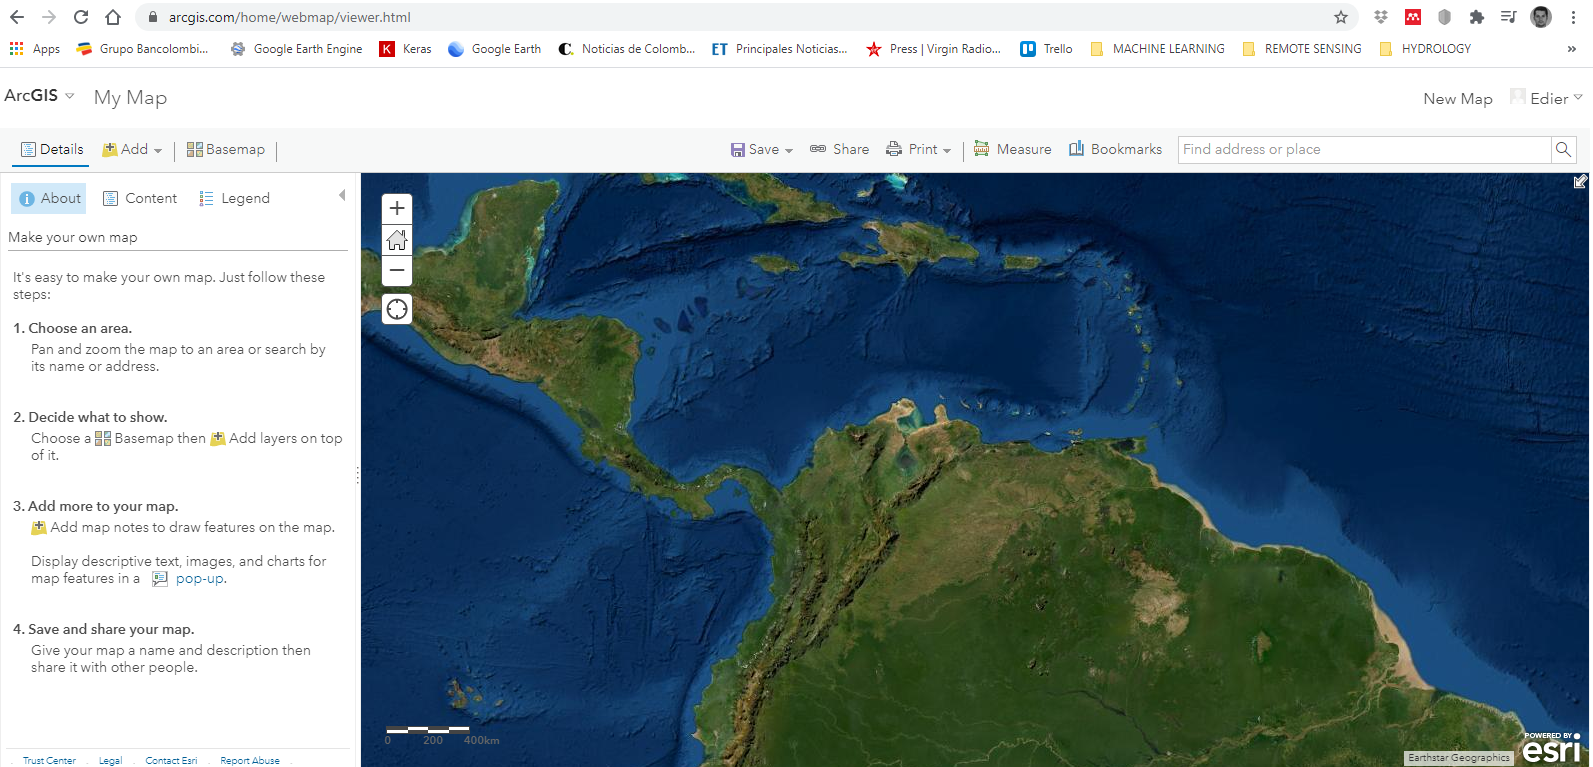 arcgis.com/home/webmap/viewer.html
Apps Grupo Bancolombi... Google Earth Engine K Keras Google Earth C. Noticias de Colomb... ET Principales Noticias... Press | Virgin Radio... Trello MACHINE LEARNING REMOTE SENSING HYDROLOGY »
ArcGIS My Map New Map Edier
Details Add Basemap Save Share Print Measure Bookmarks Find address or place
About Content Legend
Make your own map
It's easy to make your own map. Just follow these
steps:
1. Choose an area.
Pan and zoom the map to an area or search by
its name or address.
2. Decide what to show.
Choose a Basemap then Add layers on top
of it.
3. Add more to your map.
Add map notes to draw features on the map.
Display descriptive text, images, and charts for
map features in a pop-up.
4. Save and share your map.
Give your map a name and description then
share it with other people.
Trust Center . Legal . Contact Esri . Report Abuse .
+
−
0 200 400km
Earthstar Geographics
POWERED BY
esri